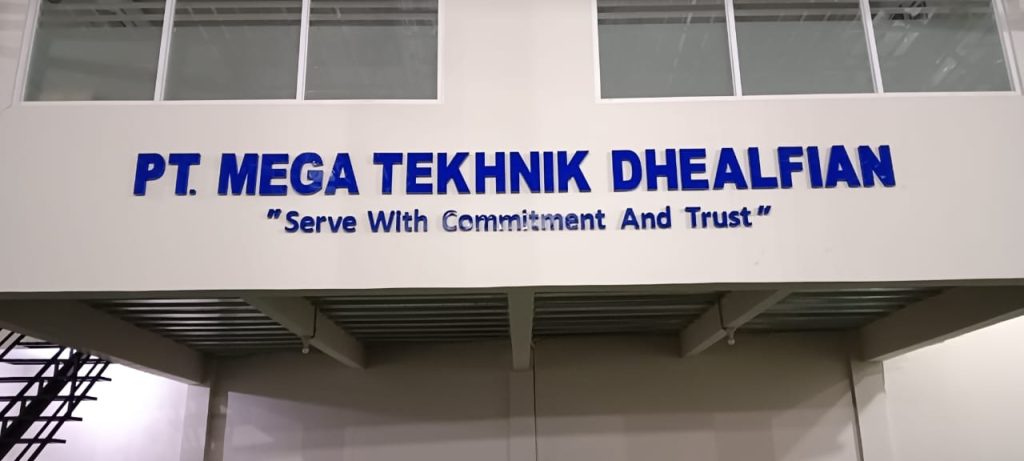 PT. MEGA TEKHNIK DHEALFIAN
"Serve With Commitment And Trust"